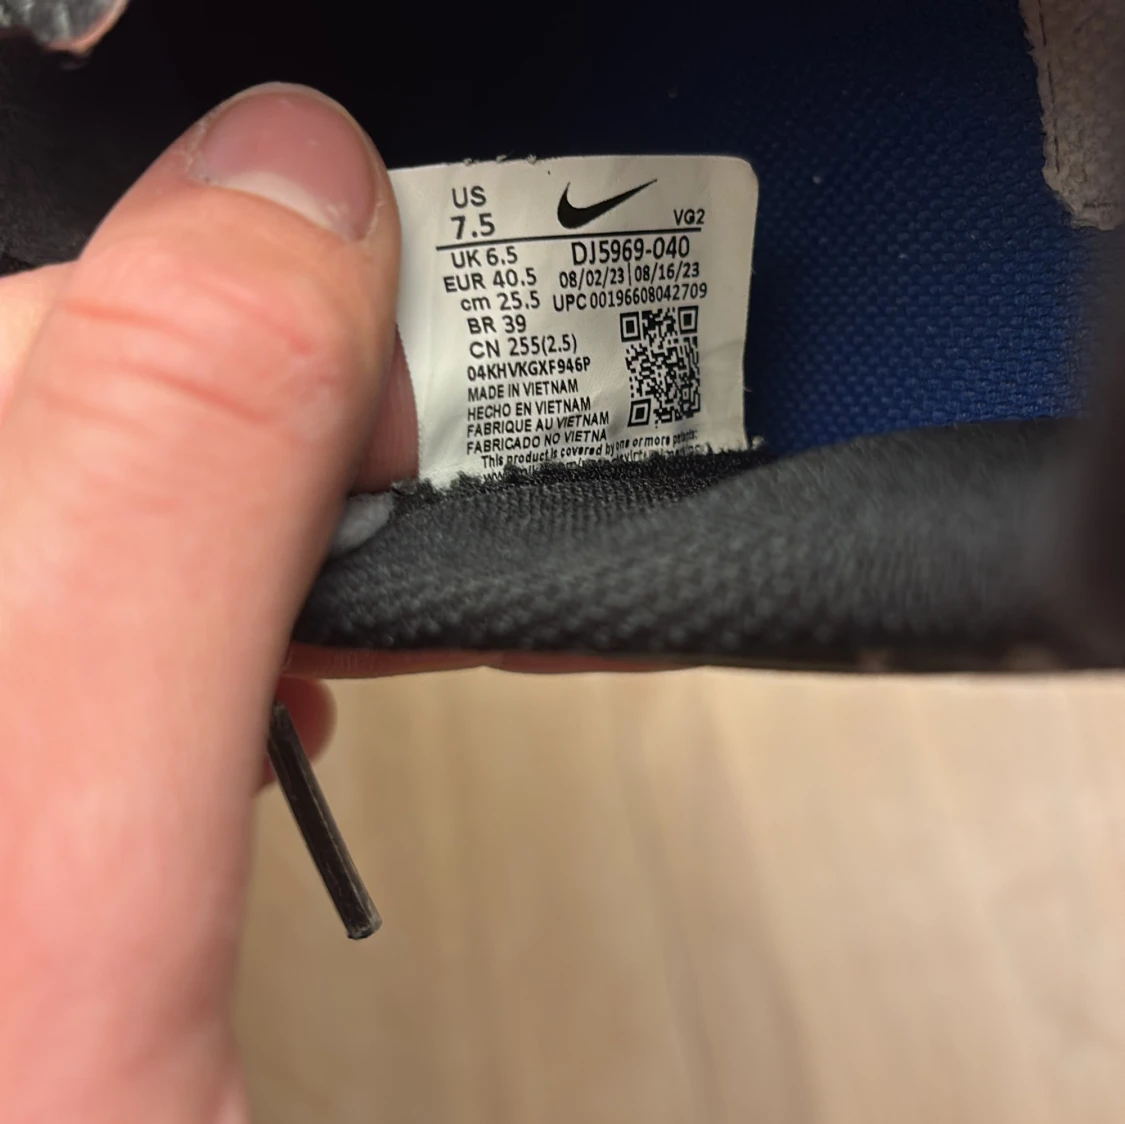 US
7.5
VG2
UK 6.5 DJ5969-040
EUR 40.5 08/02/23 | 08/16/23
cm 25.5 UPC 00196608042709
BR 39
CN 255(2.5)
04KHVKGXF946P
MADE IN VIETNAM
HECHO EN VIETNAM
FABRIQUE AU VIETNAM
FABRICADO NO VIETNA
This product is covered by one or more patents: